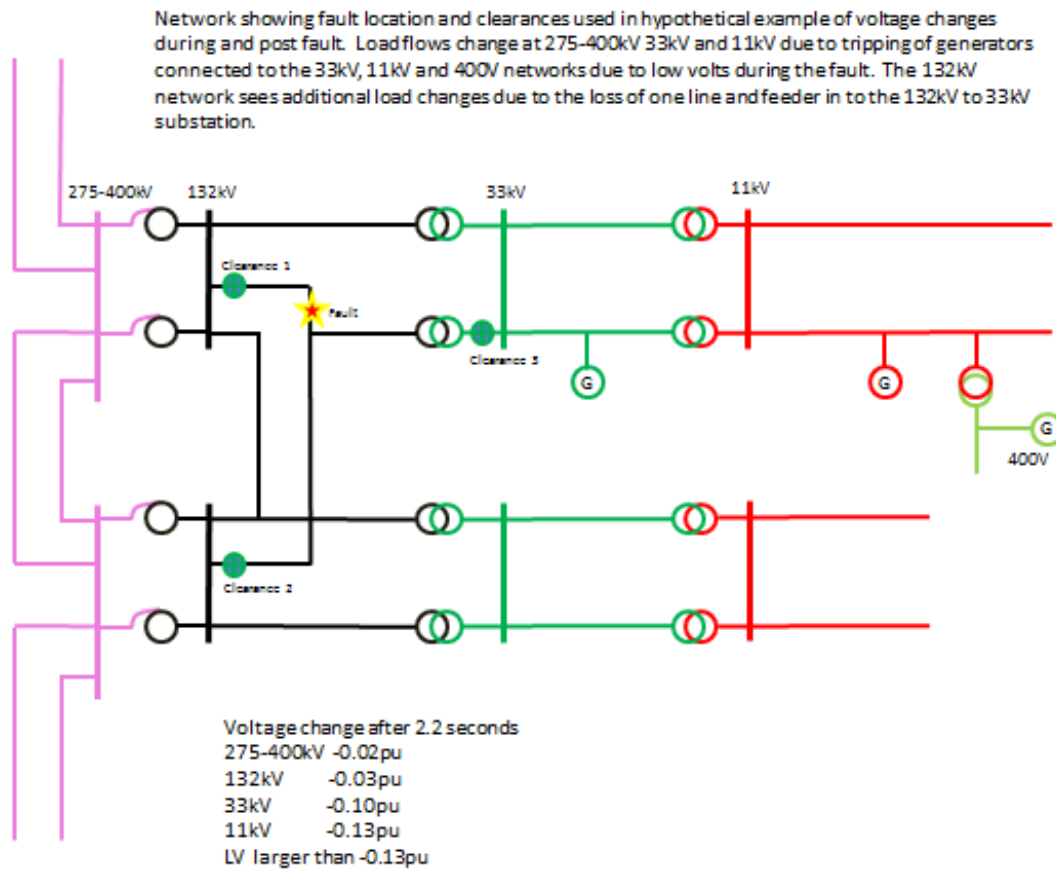 Network showing fault location and clearances used in hypothetical example of voltage changes
during and post fault. Load flows change at 275-400kV 33kV and 11kV due to tripping of generators
connected to the 33kV, 11kV and 400V networks due to low volts during the fault. The 132kV
network sees additional load changes due to the loss of one line and feeder in to the 132kV to 33kV
substation.
275-400kV 132kV 33kV 11kV
Clearance 1
Fault
Clearance 3
G G
G
400V
Clearance 2
Voltage change after 2.2 seconds
275-400kV -0.02pu
132kV -0.03pu
33kV -0.10pu
11kV -0.13pu
LV larger than -0.13pu